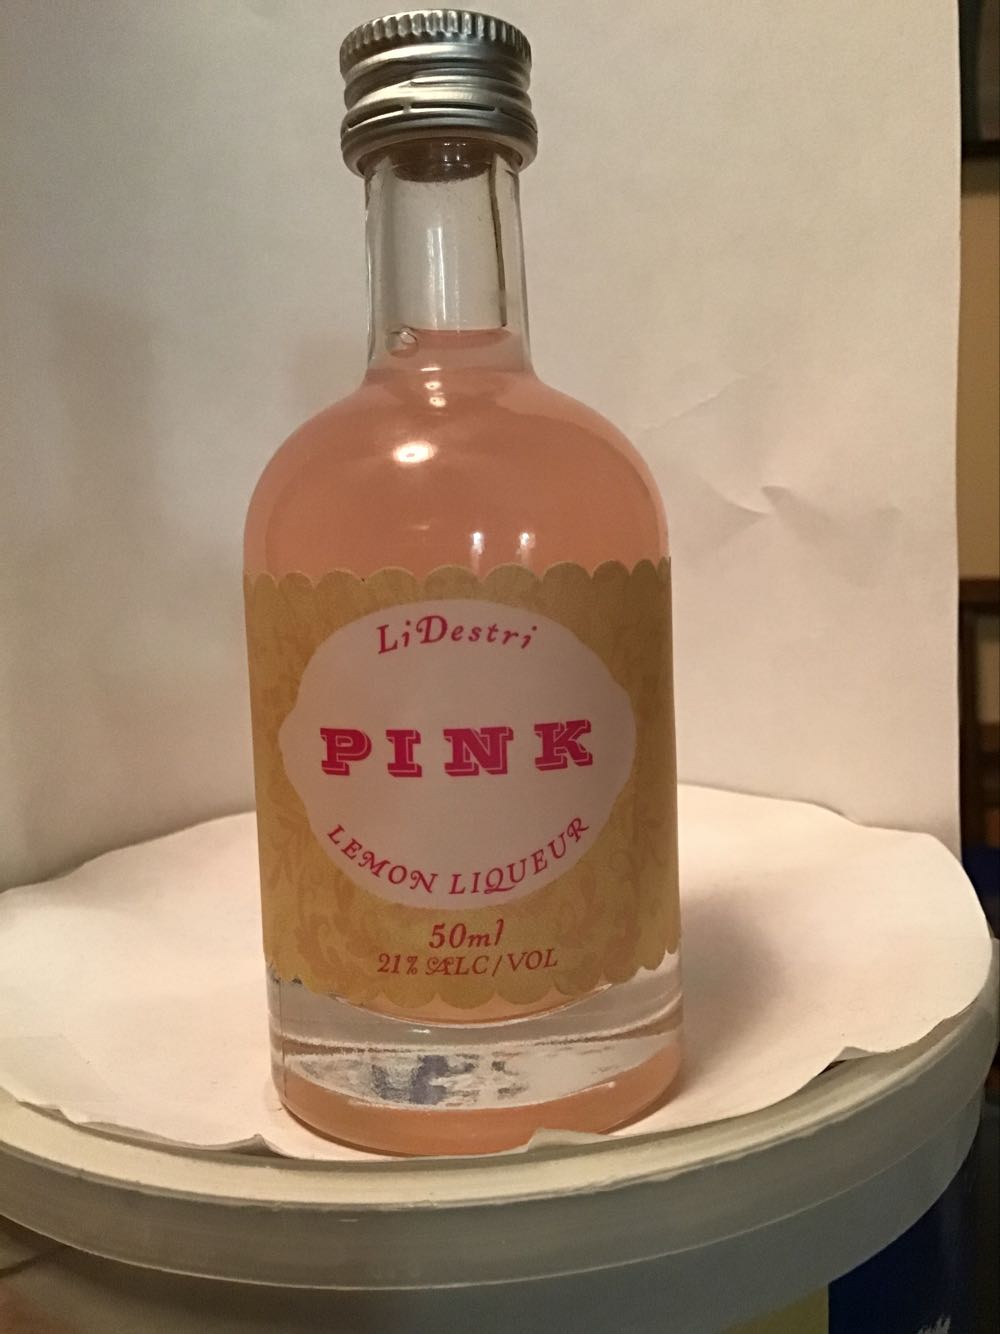 LiDestri
PINK
LEMON LIQUEUR
50ml
21% ALC/VOL